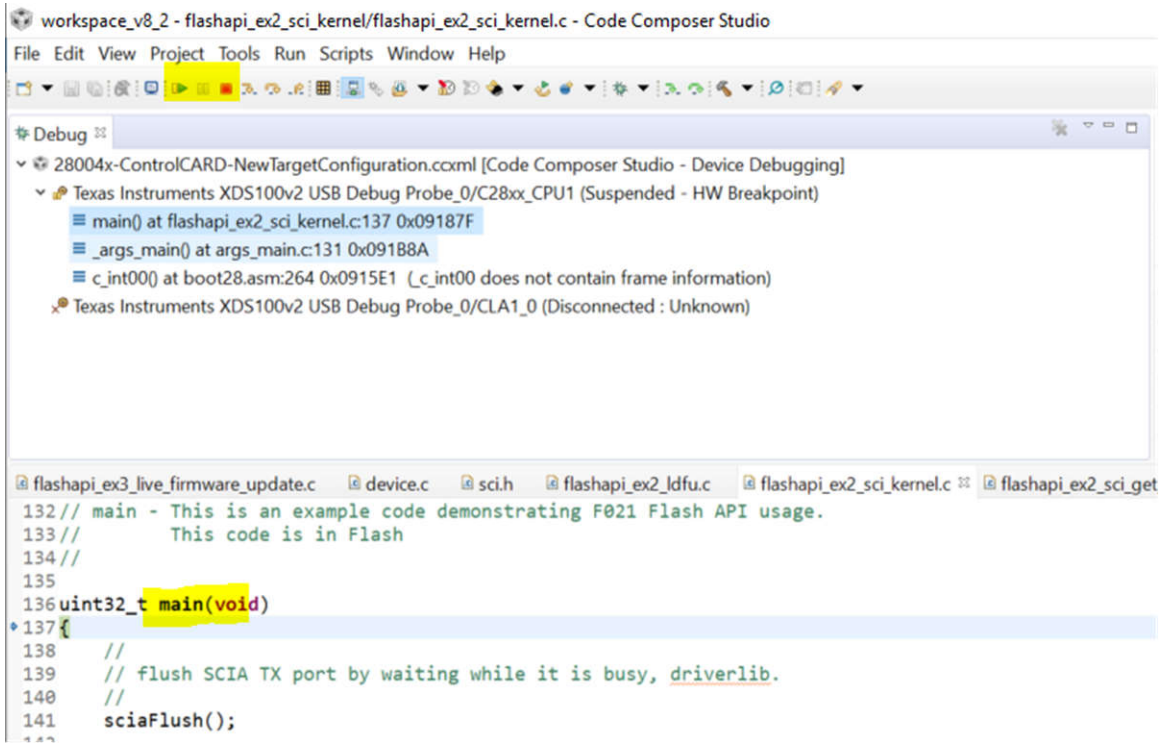 workspace_v8_2 - flashapi_ex2_sci_kernel/flashapi_ex2_sci_kernel.c - Code Composer Studio
File Edit View Project Tools Run Scripts Window Help
Debug
28004x-ControlCARD-NewTargetConfiguration.ccxml [Code Composer Studio - Device Debugging]
Texas Instruments XDS100v2 USB Debug Probe_0/C28xx_CPU1 (Suspended - HW Breakpoint)
main() at flashapi_ex2_sci_kernel.c:137 0x09187F
_args_main() at args_main.c:131 0x091B8A
c_int00() at boot28.asm:264 0x0915E1 (_c_int00 does not contain frame information)
Texas Instruments XDS100v2 USB Debug Probe_0/CLA1_0 (Disconnected : Unknown)
flashapi_ex3_live_firmware_update.c device.c sci.h flashapi_ex2_ldfu.c flashapi_ex2_sci_kernel.c flashapi_ex2_sci_get
132 // main - This is an example code demonstrating F021 Flash API usage.
133 // This code is in Flash
134 //
135
136 uint32_t main(void)
137 {
138 //
139 // flush SCIA TX port by waiting while it is busy, driverlib.
140 //
141 sciaFlush();